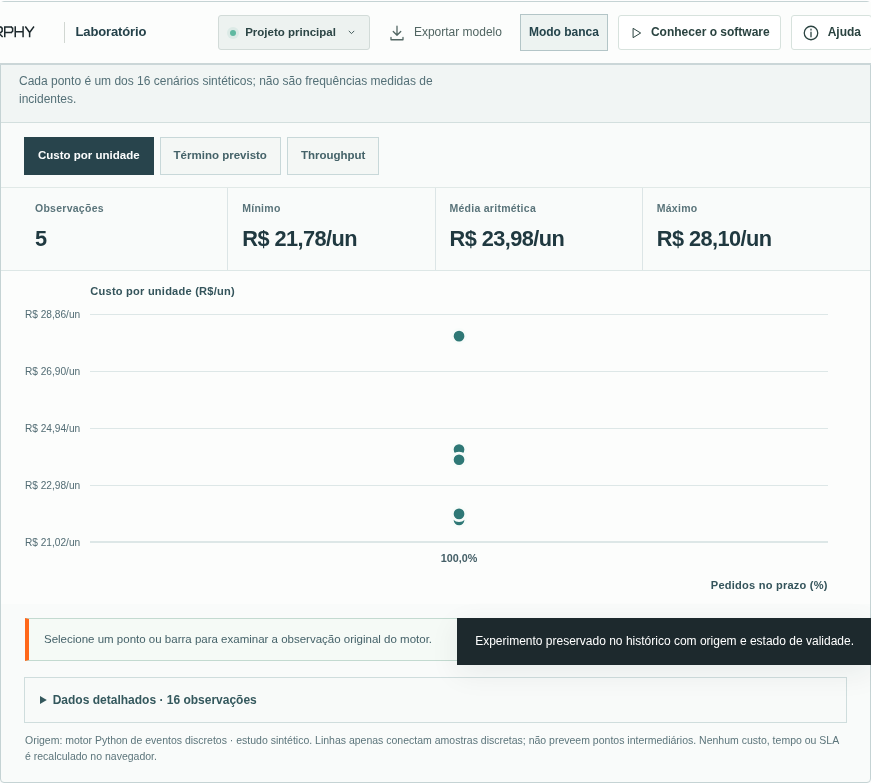 RPHY
Laboratório
Projeto principal
Exportar modelo
Modo banca
Conhecer o software
Ajuda
Cada ponto é um dos 16 cenários sintéticos; não são frequências medidas de
incidentes.
Custo por unidade
Término previsto
Throughput
Observações
5
Mínimo
R$ 21,78/un
Média aritmética
R$ 23,98/un
Máximo
R$ 28,10/un
Custo por unidade (R$/un)
R$ 28,86/un
R$ 26,90/un
R$ 24,94/un
R$ 22,98/un
R$ 21,02/un
100,0%
Pedidos no prazo (%)
Selecione um ponto ou barra para examinar a observação original do motor.
Experimento preservado no histórico com origem e estado de validade.
Dados detalhados · 16 observações
Origem: motor Python de eventos discretos · estudo sintético. Linhas apenas conectam amostras discretas; não preveem pontos intermediários. Nenhum custo, tempo ou SLA
é recalculado no navegador.